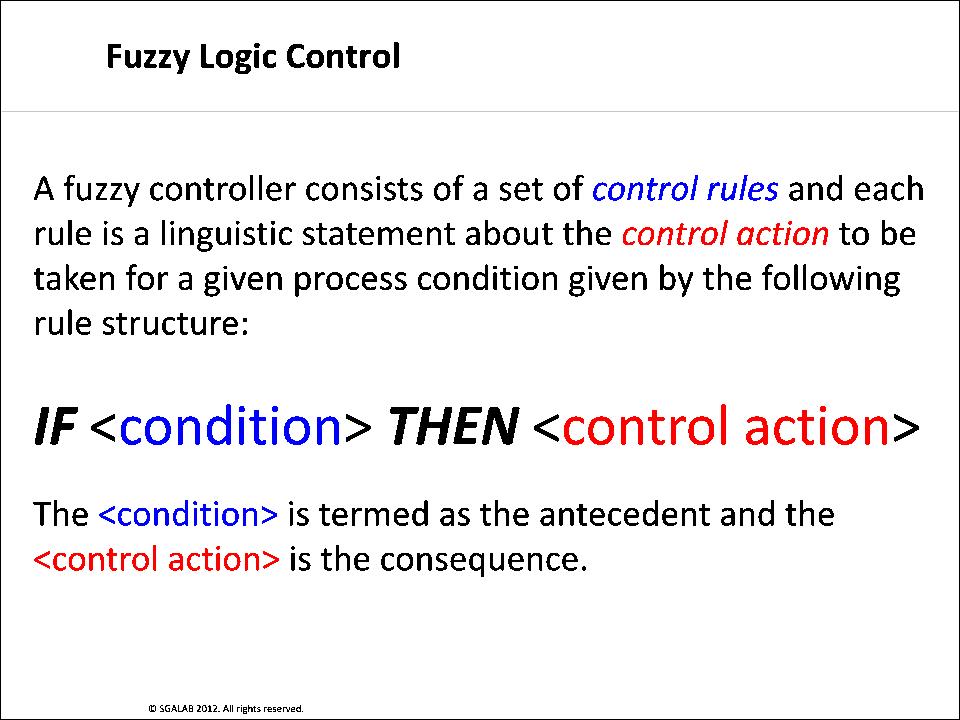 Fuzzy Logic Control
A fuzzy controller consists of a set of control rules and each
rule is a linguistic statement about the control action to be
taken for a given process condition given by the following
rule structure:
IF <condition> THEN <control action>
The <condition> is termed as the antecedent and the
<control action> is the consequence.
© SGALAB 2012. All rights reserved.